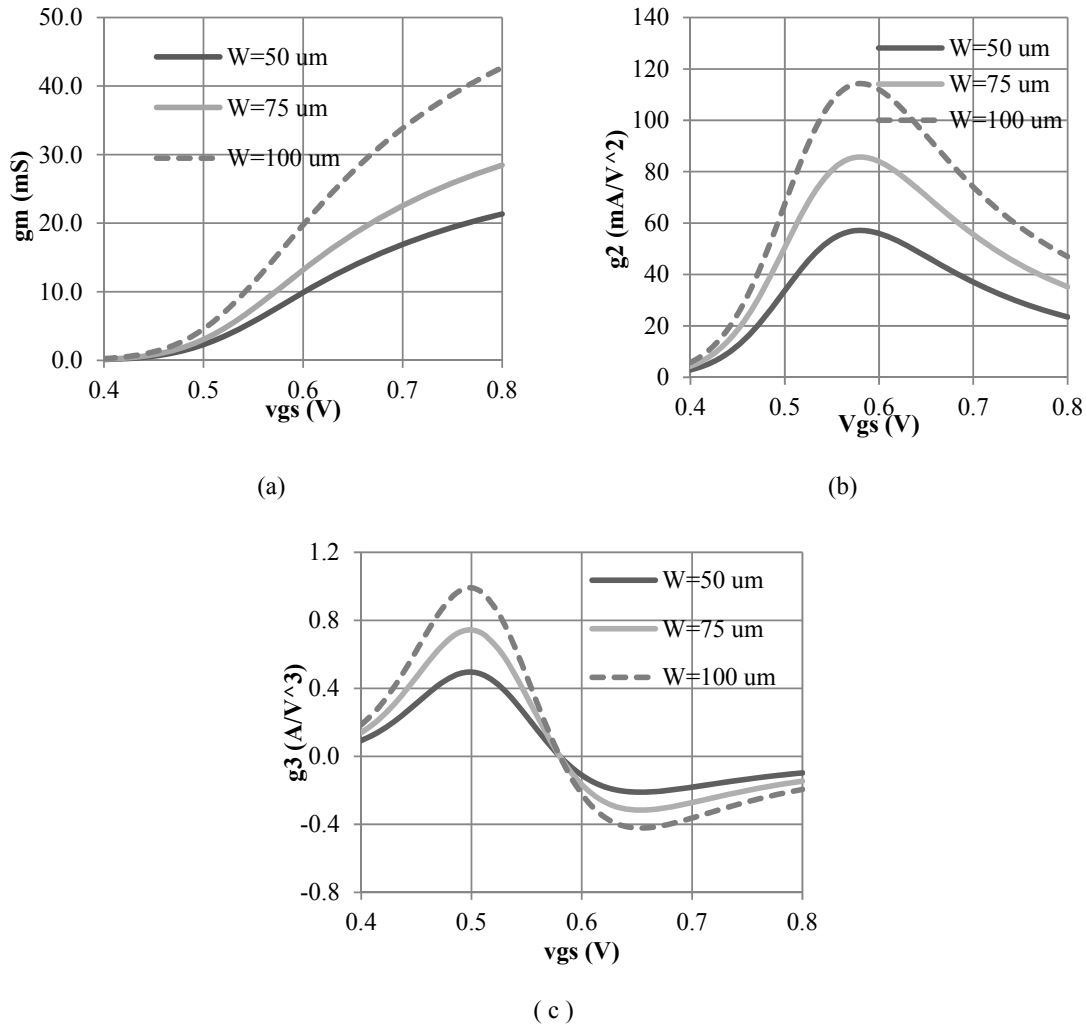 50.0
40.0
30.0
20.0
10.0
0.0
gm (mS)
W=50 um
W=75 um
W=100 um
0.4 0.5 0.6 0.7 0.8
vgs (V)
(a)
140
120
100
80
60
40
20
0
g2 (mA/V^2)
W=50 um
W=75 um
W=100 um
0.4 0.5 0.6 0.7 0.8
Vgs (V)
(b)
1.2
0.8
0.4
0.0
-0.4
-0.8
g3 (A/V^3)
W=50 um
W=75 um
W=100 um
0.4 0.5 0.6 0.7 0.8
vgs (V)
( c )